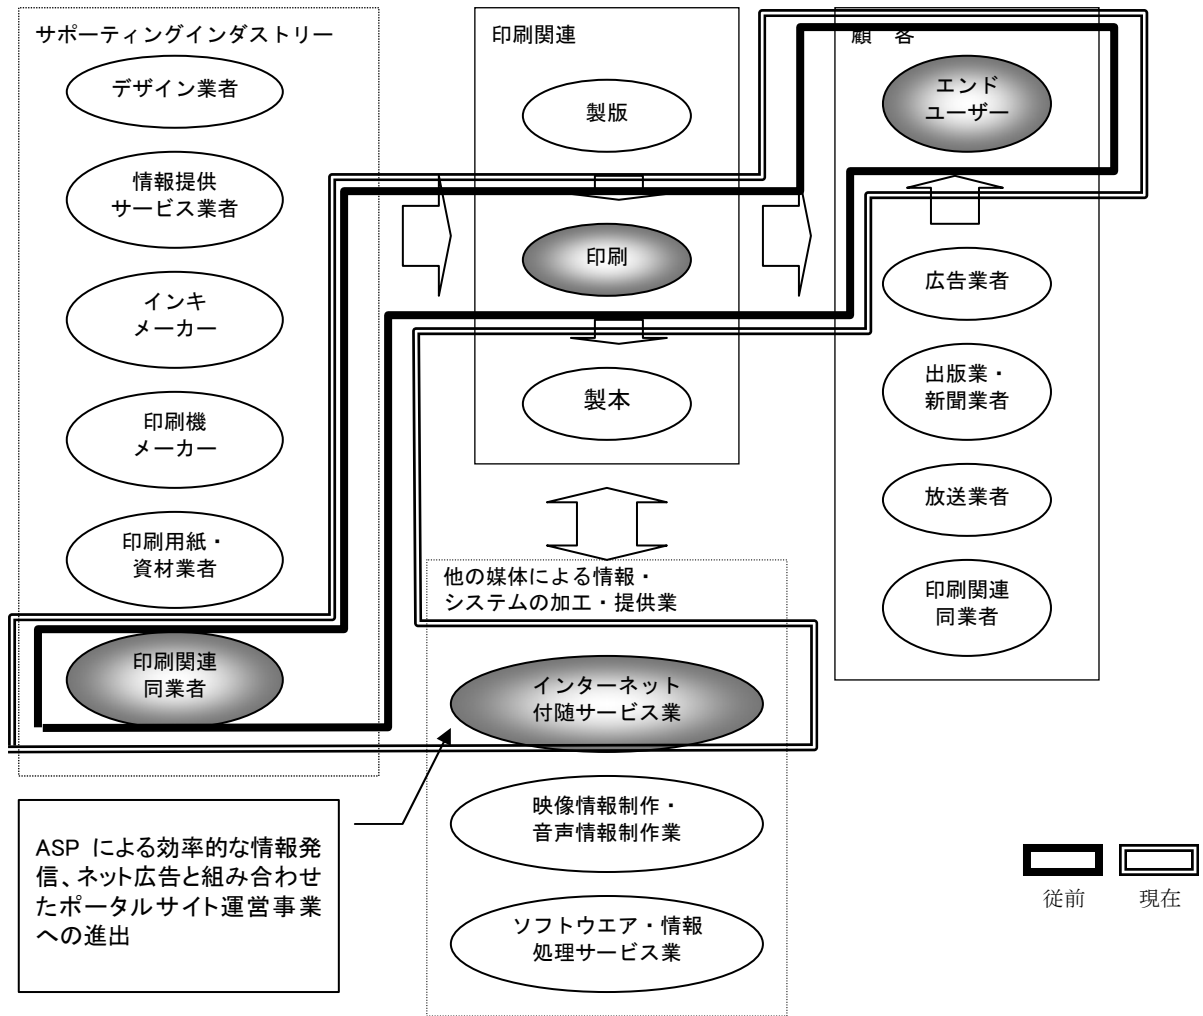 サポーティングインダストリー
デザイン業者
情報提供
サービス業者
インキ
メーカー
印刷機
メーカー
印刷用紙・
資材業者
印刷関連
同業者
印刷関連
製版
印刷
製本
顧 客
エンド
ユーザー
広告業者
出版業・
新聞業者
放送業者
印刷関連
同業者
他の媒体による情報・
システムの加工・提供業
インターネット
付随サービス業
映像情報制作・
音声情報制作業
ソフトウエア・情報
処理サービス業
ASP による効率的な情報発
信、ネット広告と組み合わせ
たポータルサイト運営事業
への進出
従前
現在